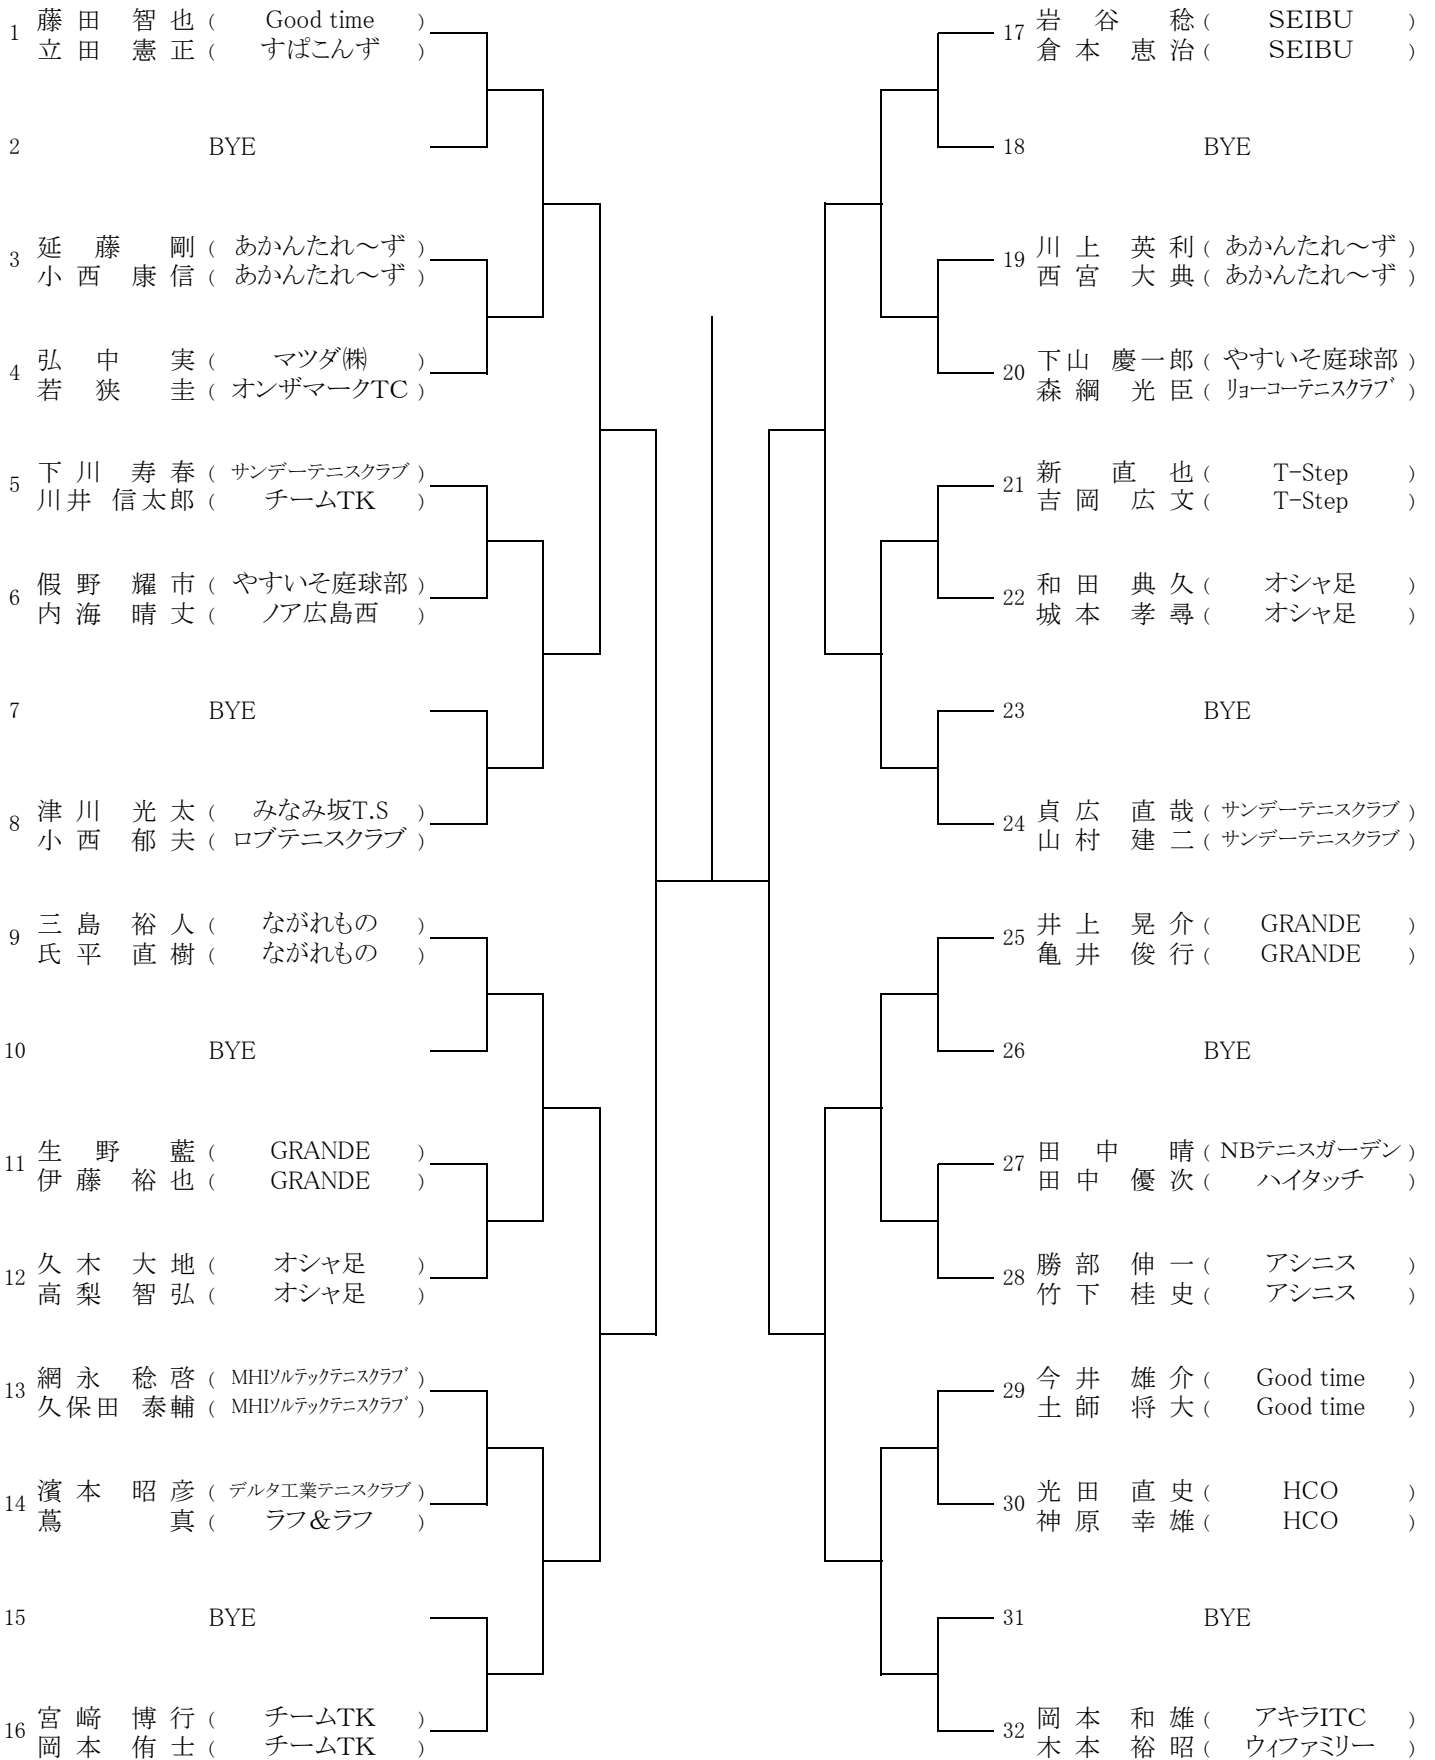 1 藤田 智也 ( Good time )
立田 憲正 ( すぱこんず )
2 BYE
3 延藤 剛 ( あかんたれ～ず )
小西 康信 ( あかんたれ～ず )
4 弘中 実 ( マツダ㈱ )
若狭 圭 ( オンザマークTC )
5 下川 寿春 ( サンデーテニスクラブ )
川井 信太郎 ( チームTK )
6 假野 耀市 ( やすいそ庭球部 )
内海 晴丈 ( ノア広島西 )
7 BYE
8 津川 光太 ( みなみ坂T.S )
小西 郁夫 ( ロブテニスクラブ )
9 三島 裕人 ( ながれもの )
氏平 直樹 ( ながれもの )
10 BYE
11 生野 藍 ( GRANDE )
伊藤 裕也 ( GRANDE )
12 久木 大地 ( オシャ足 )
高梨 智弘 ( オシャ足 )
13 網永 稔啓 ( MHIソルテックテニスクラブ )
久保田 泰輔 ( MHIソルテックテニスクラブ )
14 濱本 昭彦 ( デルタ工業テニスクラブ )
蔦 真 ( ラフ&ラフ )
15 BYE
16 宮﨑 博行 ( チームTK )
岡本 侑士 ( チームTK )
17 岩谷 稔 ( SEIBU )
倉本 恵治 ( SEIBU )
18 BYE
19 川上 英利 ( あかんたれ～ず )
西宮 大典 ( あかんたれ～ず )
20 下山 慶一郎 ( やすいそ庭球部 )
森綱 光臣 ( リョーコーテニスクラブ )
21 新 直也 ( T-Step )
吉岡 広文 ( T-Step )
22 和田 典久 ( オシャ足 )
城本 孝尋 ( オシャ足 )
23 BYE
24 貞広 直哉 ( サンデーテニスクラブ )
山村 建二 ( サンデーテニスクラブ )
25 井上 晃介 ( GRANDE )
亀井 俊行 ( GRANDE )
26 BYE
27 田中 晴 ( NBテニスガーデン )
田中 優次 ( ハイタッチ )
28 勝部 伸一 ( アシニス )
竹下 桂史 ( アシニス )
29 今井 雄介 ( Good time )
土師 将大 ( Good time )
30 光田 直史 ( HCO )
神原 幸雄 ( HCO )
31 BYE
32 岡本 和雄 ( アキラITC )
木本 裕昭 ( ウィファミリー )